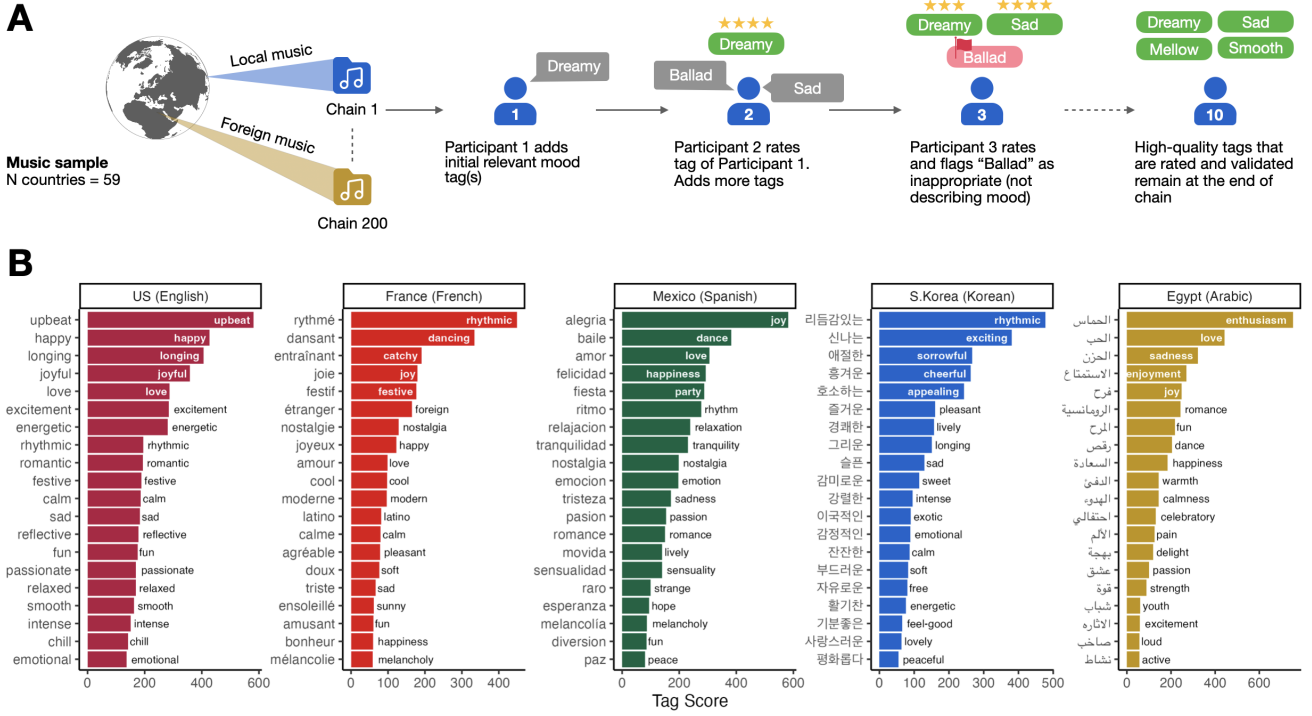 A
Local music
Foreign music
Music sample
N countries = 59
Chain 1
Chain 200
Dreamy
1
Participant 1 adds
initial relevant mood
tag(s)
Dreamy
Ballad
Sad
2
Participant 2 rates
tag of Participant 1.
Adds more tags
Dreamy
Sad
Ballad
3
Participant 3 rates
and flags “Ballad” as
inappropriate (not
describing mood)
Dreamy
Sad
Mellow
Smooth
10
High-quality tags that
are rated and validated
remain at the end of
chain
B
US (English)
upbeat upbeat
happy happy
longing longing
joyful joyful
love love
excitement excitement
energetic energetic
rhythmic rhythmic
romantic romantic
festive festive
calm calm
sad sad
reflective reflective
fun fun
passionate passionate
relaxed relaxed
smooth smooth
intense intense
chill chill
emotional emotional
0 200 400 600
France (French)
rythmé rhythmic
dansant dancing
entraînant catchy
joie joy
festif festive
étranger foreign
nostalgie nostalgia
joyeux happy
amour love
cool cool
moderne modern
latino latino
calme calm
agréable pleasant
doux soft
triste sad
ensoleillé sunny
amusant fun
bonheur happiness
mélancolie melancholy
0 100 200 300 400
Mexico (Spanish)
alegria joy
baile dance
amor love
felicidad happiness
fiesta party
ritmo rhythm
relajacion relaxation
tranquilidad tranquility
nostalgia nostalgia
emocion emotion
tristeza sadness
pasion passion
romance romance
movida lively
sensualidad sensuality
raro strange
esperanza hope
melancolía melancholy
diversion fun
paz peace
0 200 400 600
S.Korea (Korean)
리듬감있는 rhythmic
신나는 exciting
애절한 sorrowful
흥겨운 cheerful
호소하는 appealing
즐거운 pleasant
경쾌한 lively
그리운 longing
슬픈 sad
감미로운 sweet
강렬한 intense
이국적인 exotic
감정적인 emotional
잔잔한 calm
부드러운 soft
자유로운 free
활기찬 energetic
기분좋은 feel-good
사랑스러운 lovely
평화롭다 peaceful
0 100 200 300 400 500
Egypt (Arabic)
الحماس enthusiasm
الحب love
الحزن sadness
الاستمتاع enjoyment
فرح joy
الرومانسية romance
المرح fun
رقص dance
السعادة happiness
الدفئ warmth
الهدوء calmness
احتفالي celebratory
الألم pain
بهجة delight
عشق passion
قوة strength
شباب youth
الاثاره excitement
صاخب loud
نشاط active
0 200 400 600
Tag Score